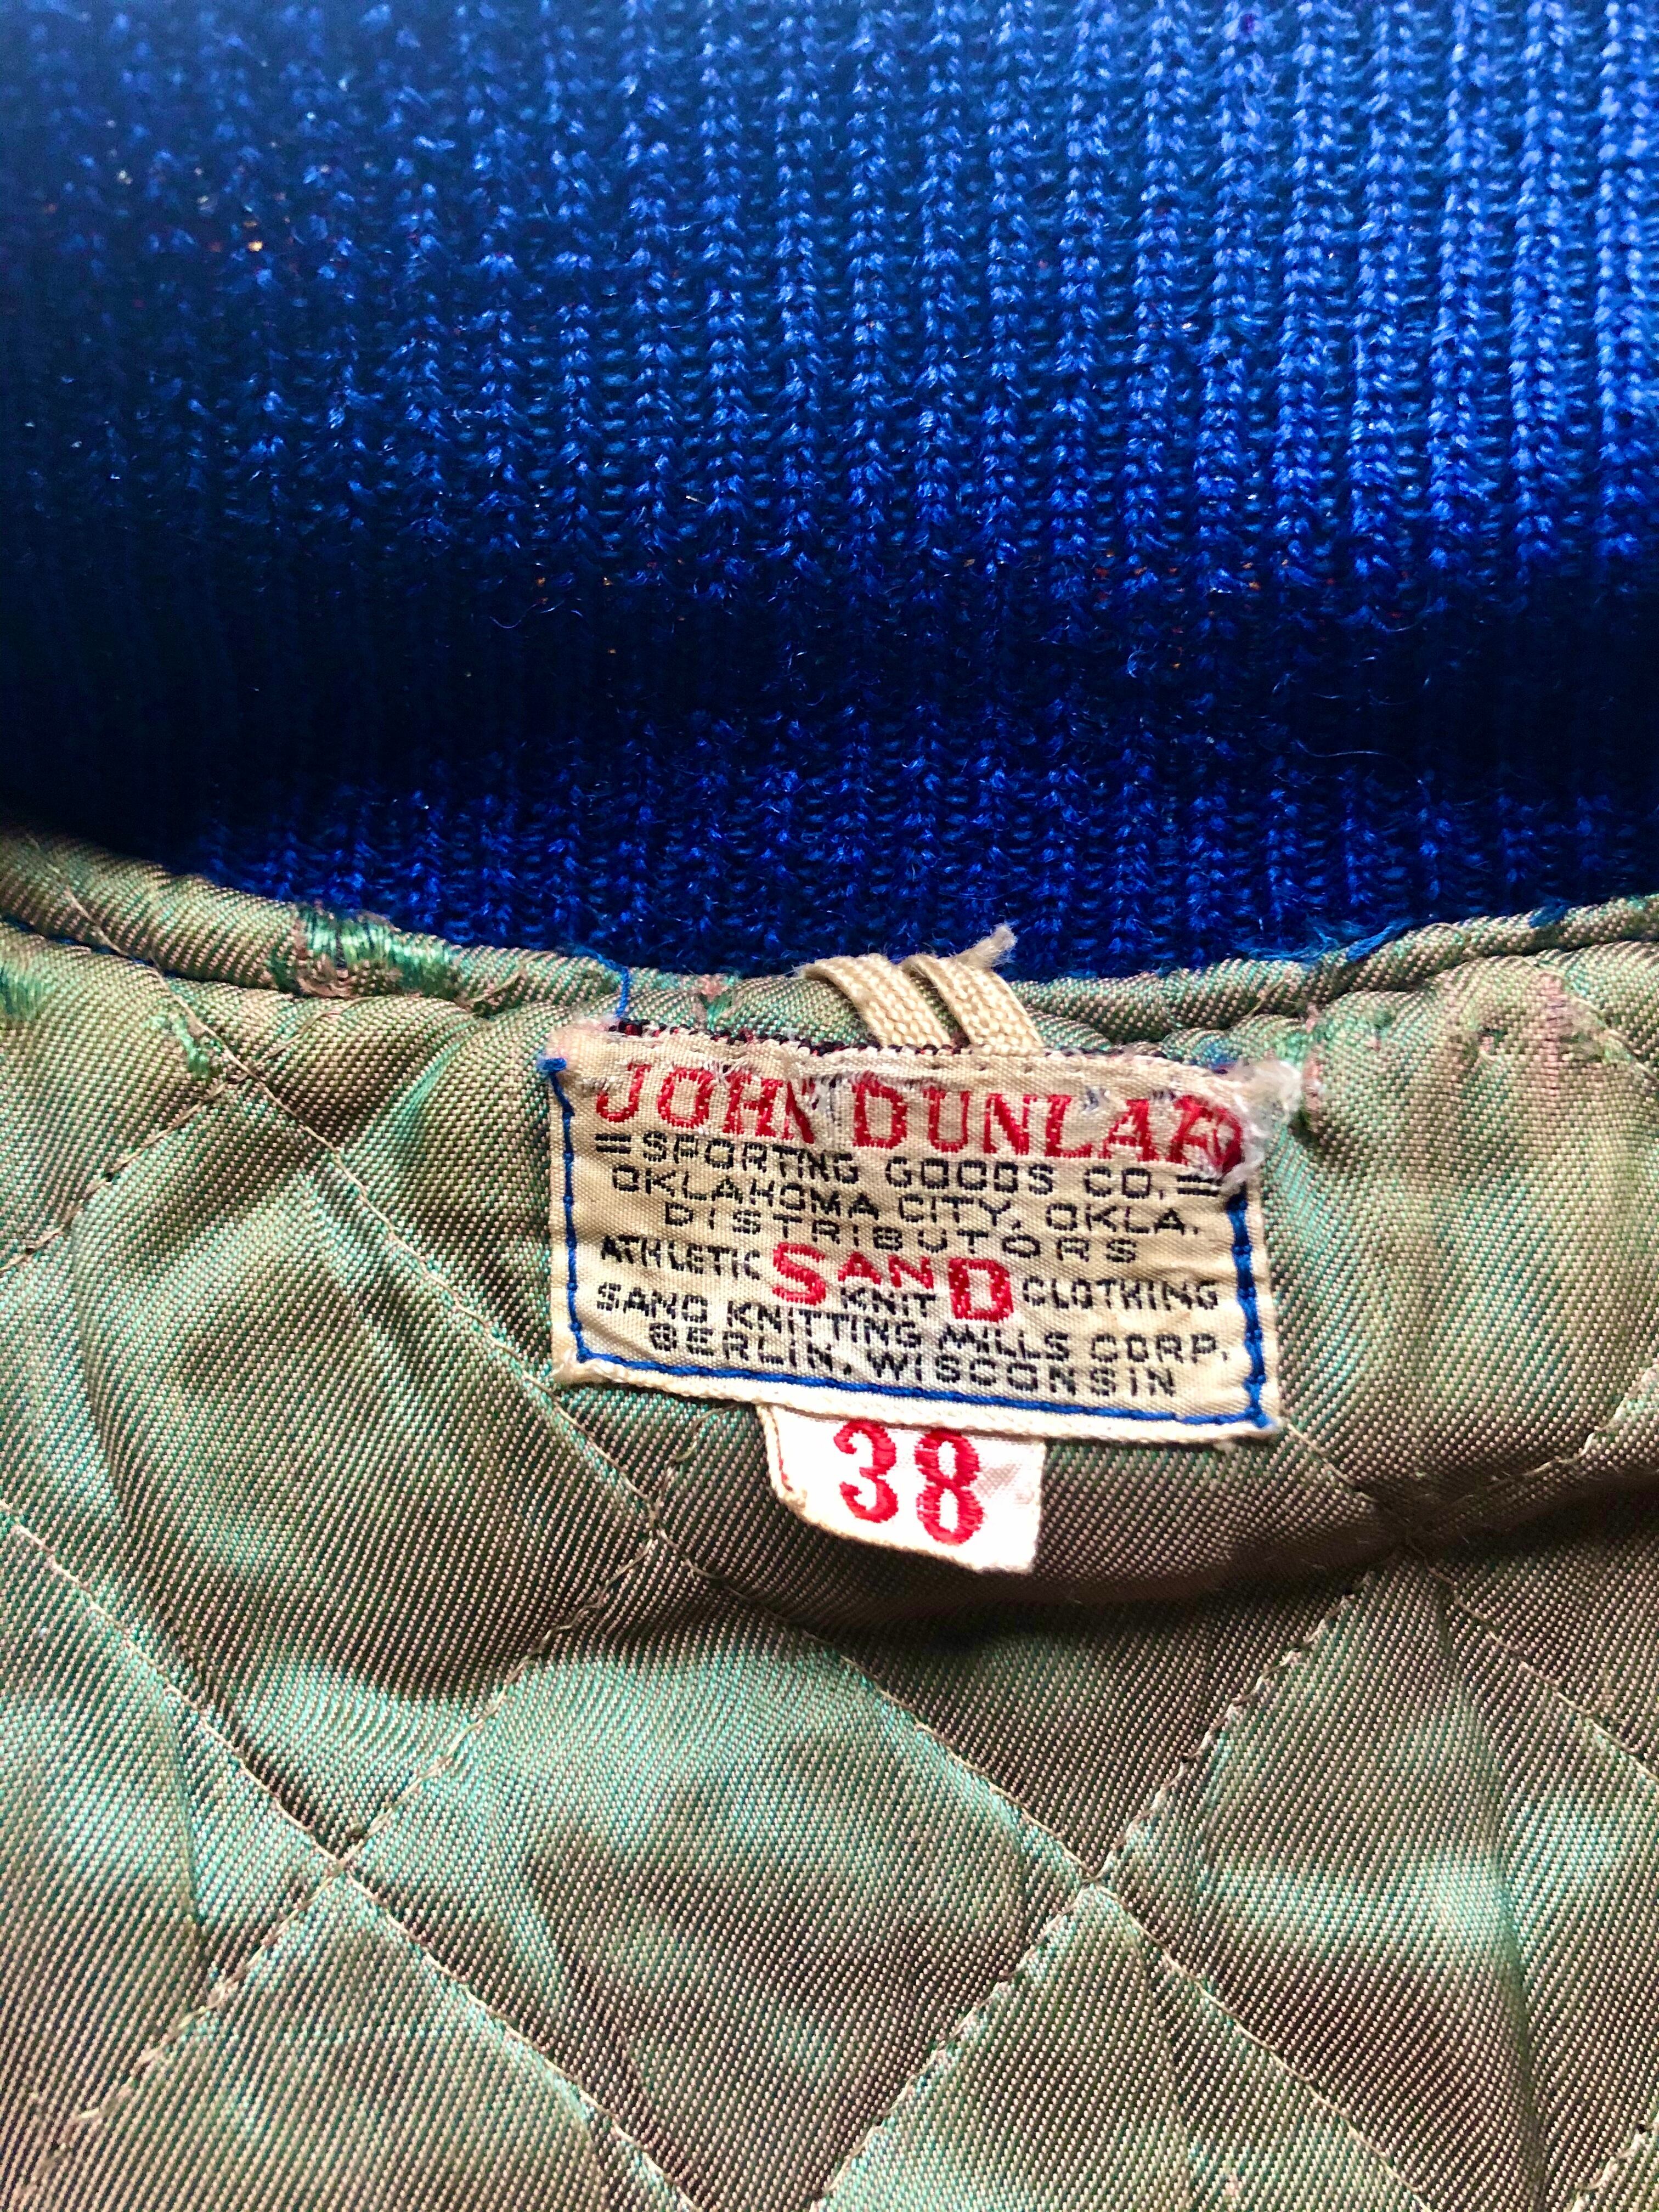 JOHN DUNLAP
=SPORTING GOODS CO.=
OKLAHOMA CITY, OKLA.
DISTRIBUTORS
ATHLETIC SAND KNIT CLOTHING
SAND KNITTING MILLS CORP.
BERLIN, WISCONSIN
38